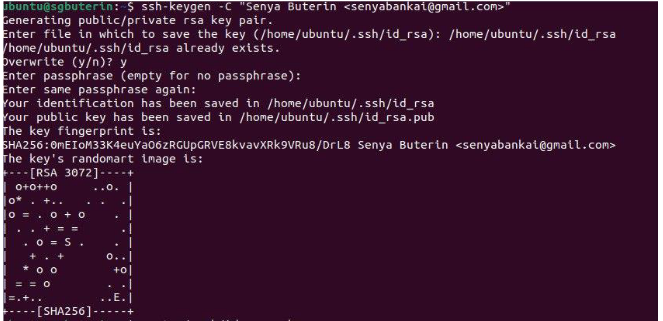 ubuntu@sgbuterin:~$ ssh-keygen -C "Senya Buterin <senyabankai@gmail.com>"
Generating public/private rsa key pair.
Enter file in which to save the key (/home/ubuntu/.ssh/id_rsa): /home/ubuntu/.ssh/id_rsa
/home/ubuntu/.ssh/id_rsa already exists.
Overwrite (y/n)? y
Enter passphrase (empty for no passphrase):
Enter same passphrase again:
Your identification has been saved in /home/ubuntu/.ssh/id_rsa
Your public key has been saved in /home/ubuntu/.ssh/id_rsa.pub
The key fingerprint is:
SHA256:0mEIoM33K4euYaO6zRGUpGRVE8kvavXRk9VRu8/DrL8 Senya Buterin <senyabankai@gmail.com>
The key's randomart image is:
+---[RSA 3072]----+
| o+o++o     ..o. |
|o* . +..   . .  .|
|o = . o + o    . |
| . . + = =      .|
|  . o = S .    . |
|   + . +      o..|
|  * o o        +o|
| = = o        . .|
|=.+..        ..E.|
+----[SHA256]-----+